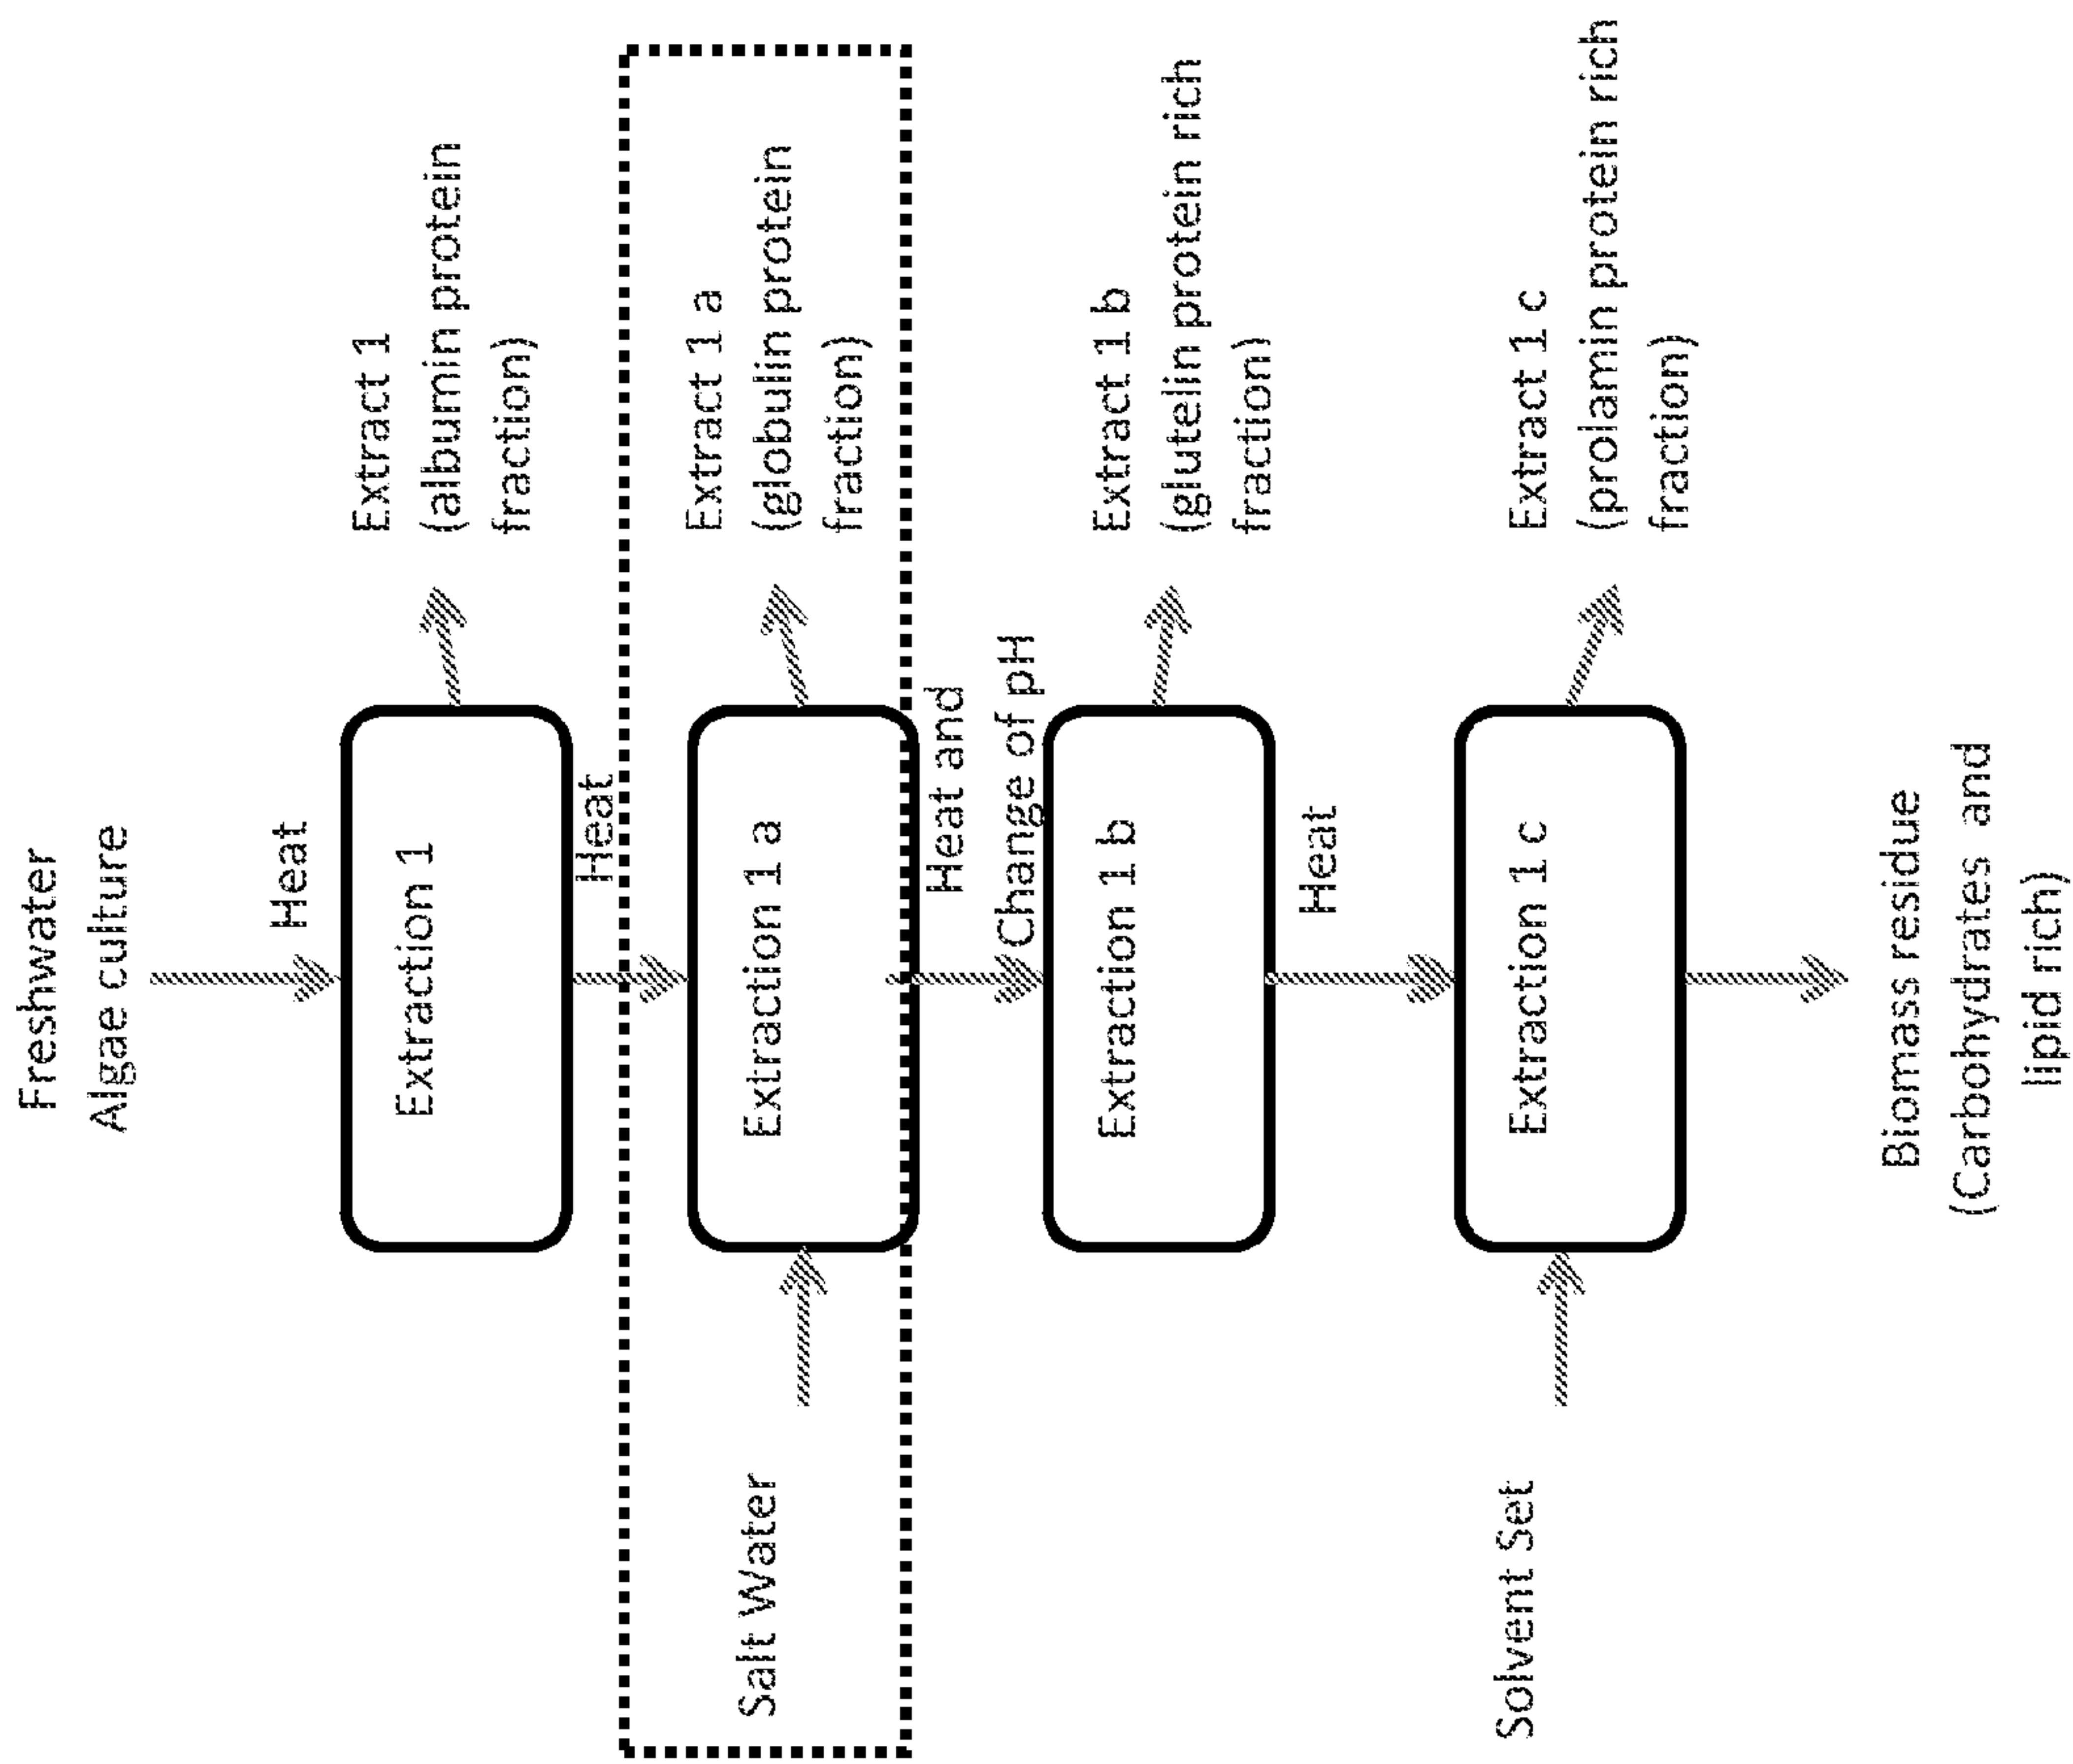 Freshwater
Algae culture
Heat
Extraction 1
Extract 1
(albumin protein
fraction)
Heat
Salt Water
Extraction 1 a
Extract 1 a
(globulin protein
fraction)
Heat and
Change of pH
Extraction 1 b
Extract 1 b
(glutelin protein rich
fraction)
Heat
Solvent Set
Extraction 1 c
Extract 1 c
(prolamin protein rich
fraction)
Biomass residue
(Carbohydrates and
lipid rich)